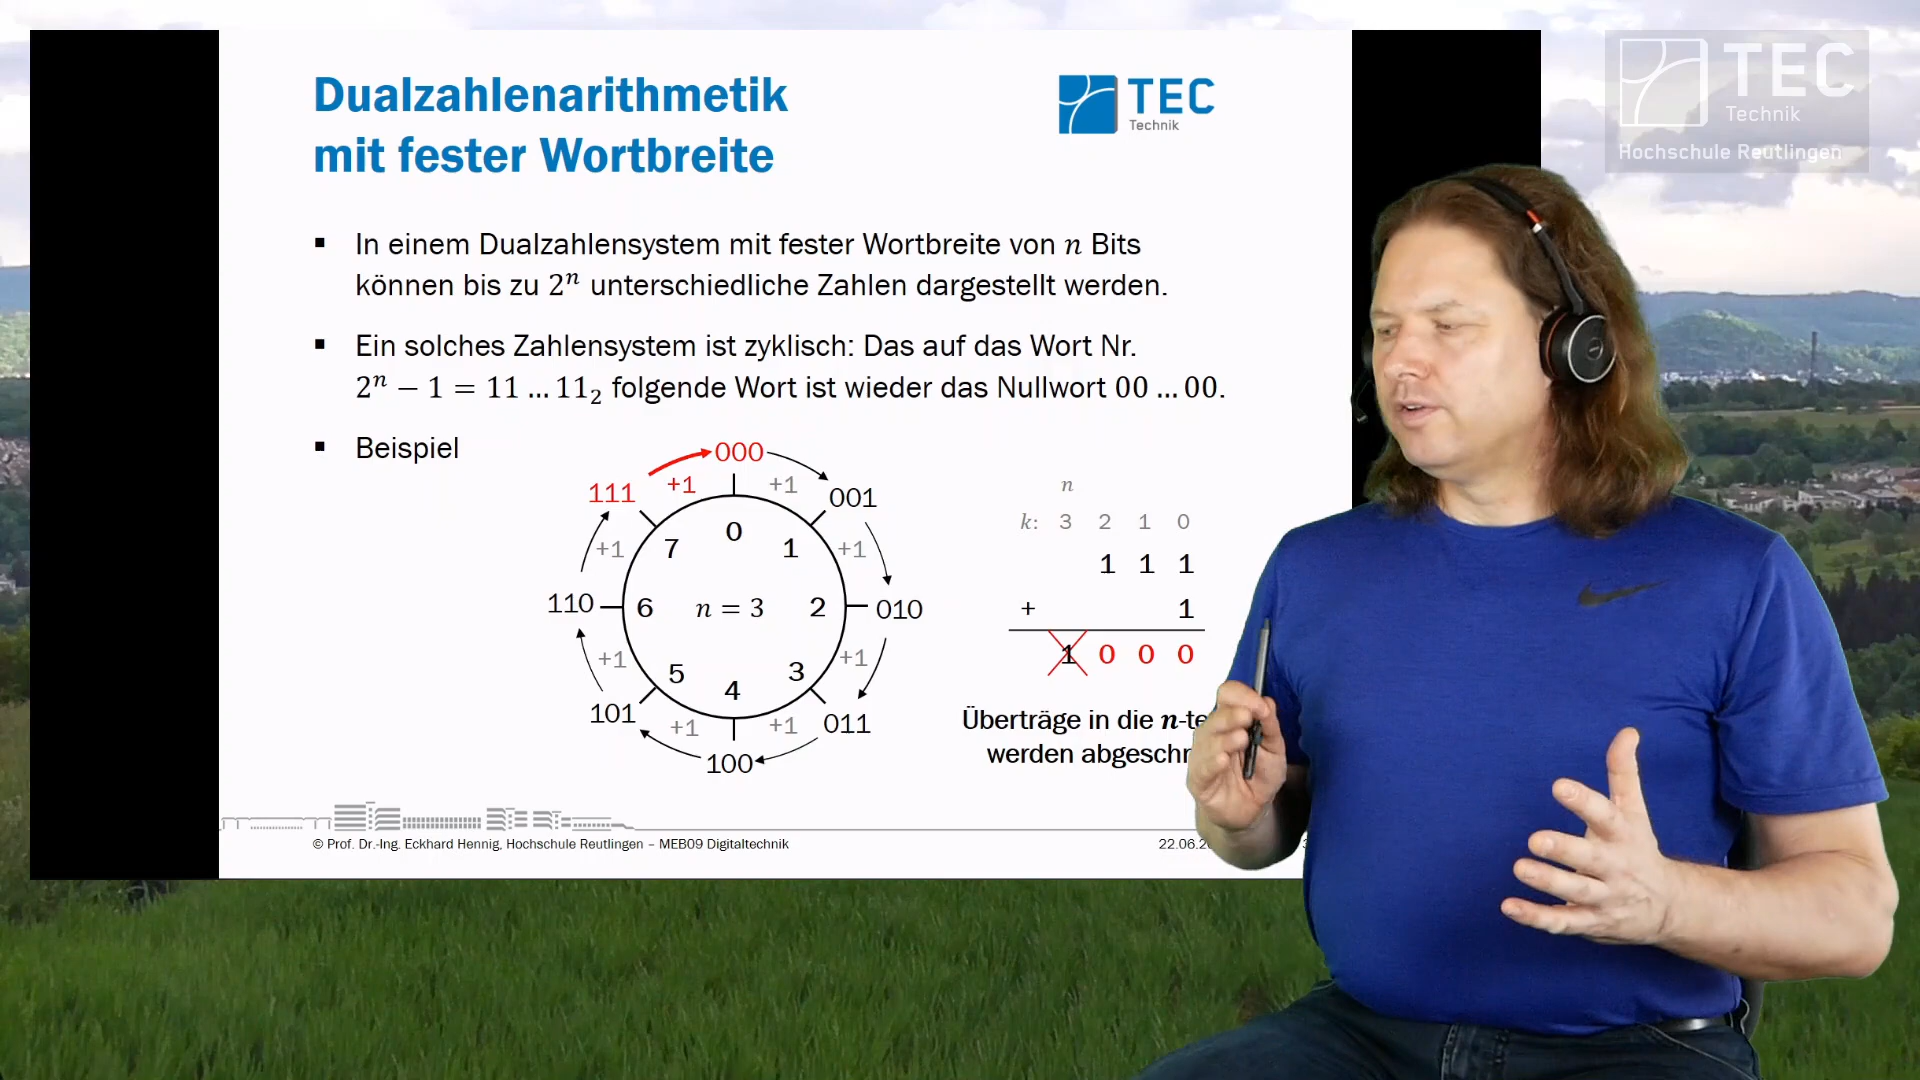 Dualzahlenarithmetik
mit fester Wortbreite
TEC
Technik
TEC
Technik
Hochschule Reutlingen
▪ In einem Dualzahlensystem mit fester Wortbreite von n Bits
können bis zu 2ⁿ unterschiedliche Zahlen dargestellt werden.
▪ Ein solches Zahlensystem ist zyklisch: Das auf das Wort Nr.
2ⁿ − 1 = 11 … 11₂ folgende Wort ist wieder das Nullwort 00 … 00.
▪ Beispiel
000
111 +1 +1 001
0
7 1
+1 +1
110 6 n = 3 2 010
5 3
4
+1 +1
101 +1 +1 011
100
n
k: 3 2 1 0
1 1 1
+ 1
1 0 0 0
Überträge in die n-te
werden
© Prof. Dr.-Ing. Eckhard Hennig, Hochschule Reutlingen – MEB09 Digitaltechnik
22.06.